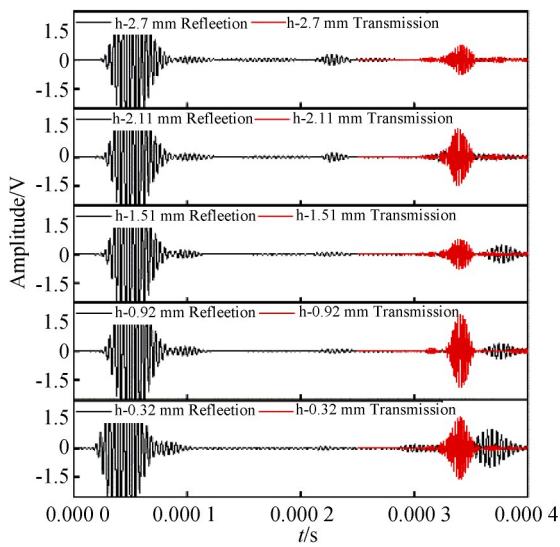 h-2.7 mm Refleetion h-2.7 mm Transmission
1.5
0
-1.5
h-2.11 mm Refleetion h-2.11 mm Transmission
1.5
0
-1.5
h-1.51 mm Refleetion h-1.51 mm Transmission
1.5
0
-1.5
h-0.92 mm Refleetion h-0.92 mm Transmission
1.5
0
-1.5
h-0.32 mm Refleetion h-0.32 mm Transmission
1.5
0
-1.5
Amplitude/V
0.000 0 0.000 1 0.000 2 0.000 3 0.000 4
t/s